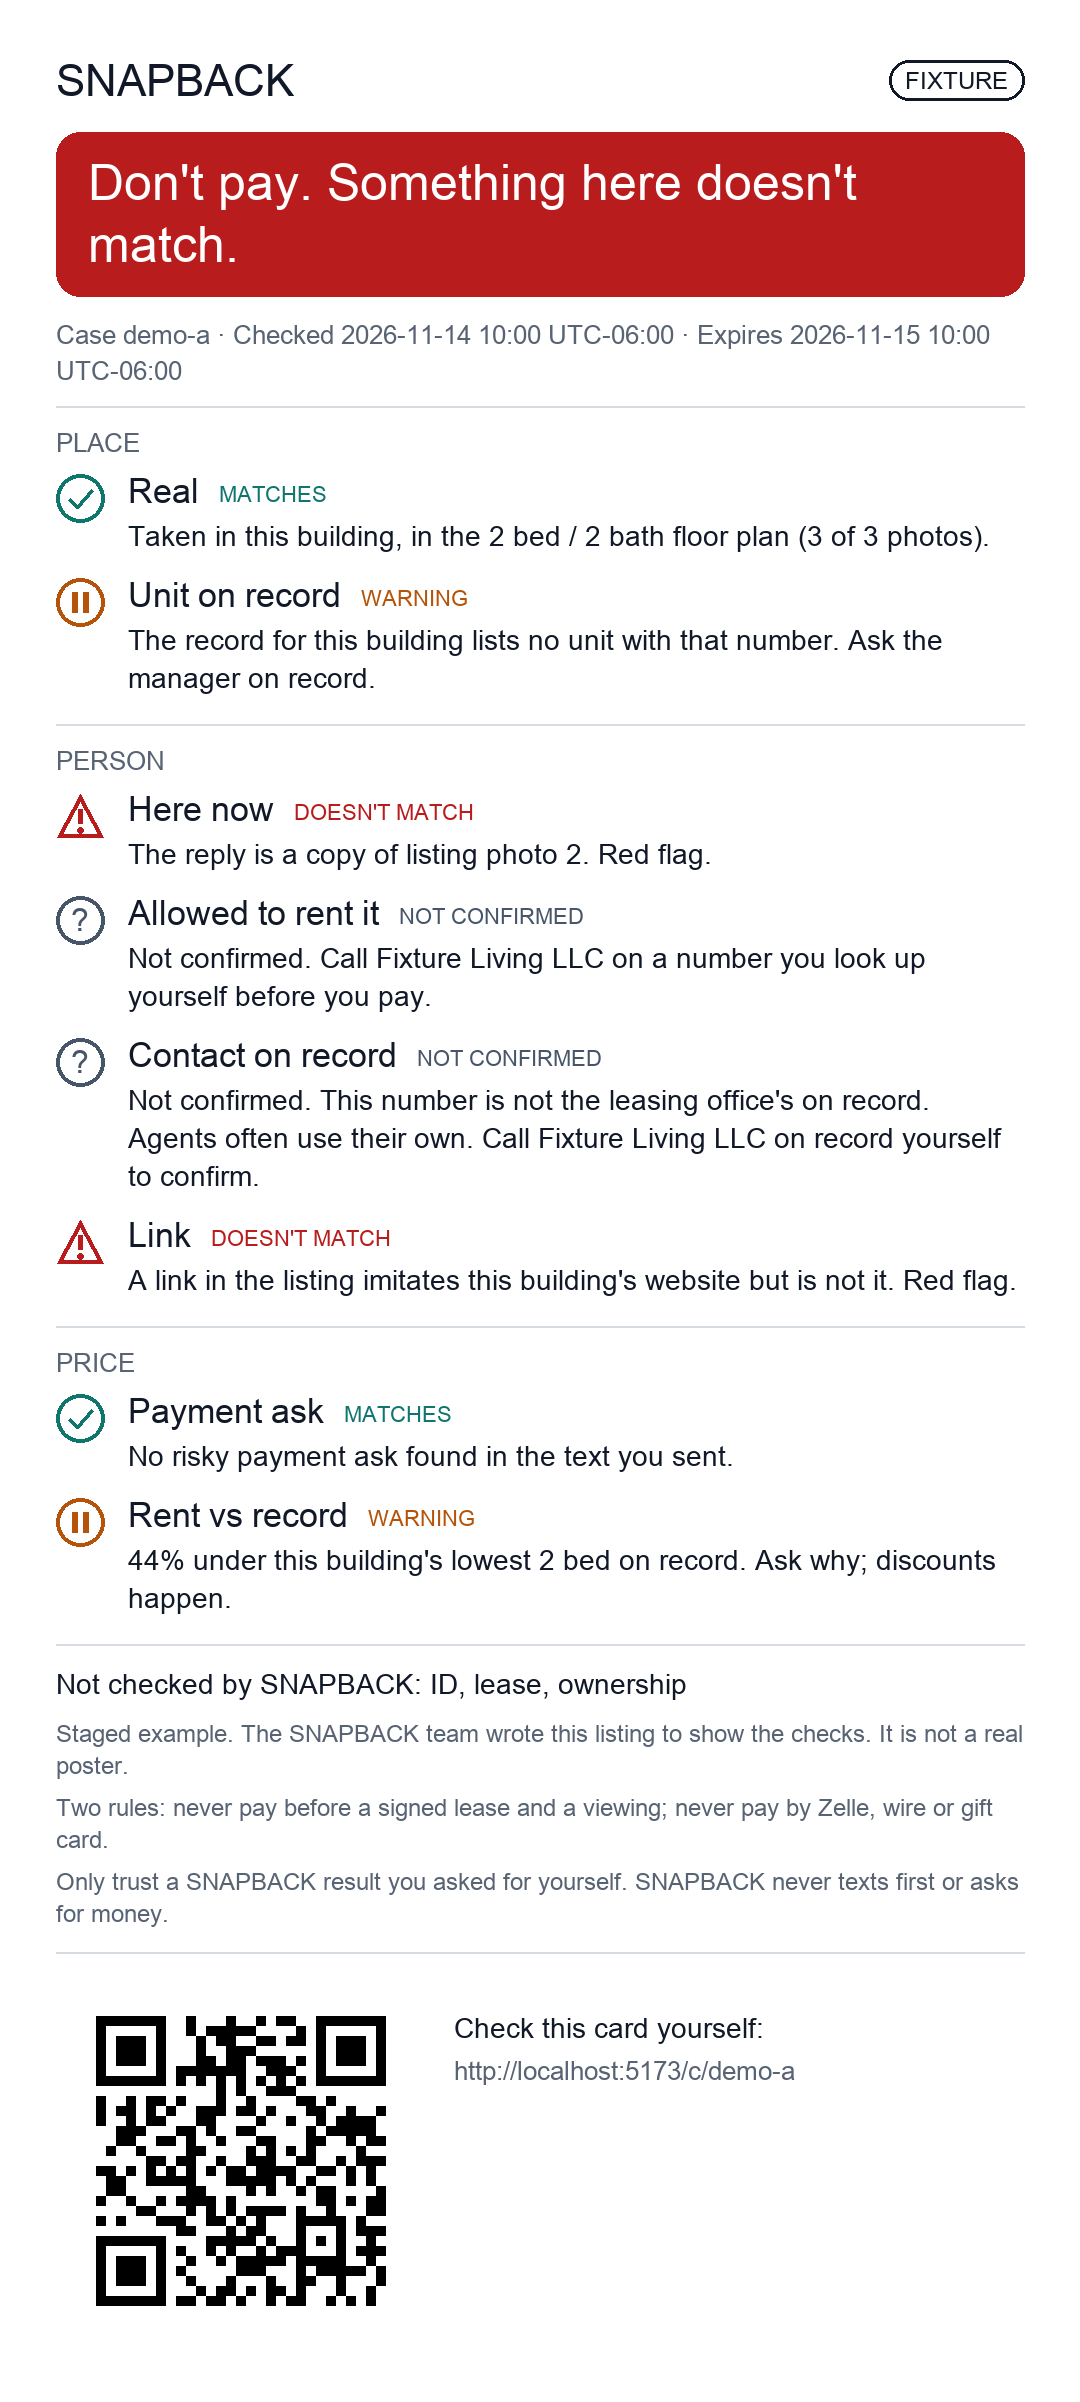 SNAPBACK
FIXTURE
Don't pay. Something here doesn't
match.
Case demo-a · Checked 2026-11-14 10:00 UTC-06:00 · Expires 2026-11-15 10:00
UTC-06:00
PLACE
Real MATCHES
Taken in this building, in the 2 bed / 2 bath floor plan (3 of 3 photos).
Unit on record WARNING
The record for this building lists no unit with that number. Ask the
manager on record.
PERSON
Here now DOESN'T MATCH
The reply is a copy of listing photo 2. Red flag.
? Allowed to rent it NOT CONFIRMED
Not confirmed. Call Fixture Living LLC on a number you look up
yourself before you pay.
? Contact on record NOT CONFIRMED
Not confirmed. This number is not the leasing office's on record.
Agents often use their own. Call Fixture Living LLC on record yourself
to confirm.
Link DOESN'T MATCH
A link in the listing imitates this building's website but is not it. Red flag.
PRICE
Payment ask MATCHES
No risky payment ask found in the text you sent.
Rent vs record WARNING
44% under this building's lowest 2 bed on record. Ask why; discounts
happen.
Not checked by SNAPBACK: ID, lease, ownership
Staged example. The SNAPBACK team wrote this listing to show the checks. It is not a real
poster.
Two rules: never pay before a signed lease and a viewing; never pay by Zelle, wire or gift
card.
Only trust a SNAPBACK result you asked for yourself. SNAPBACK never texts first or asks
for money.
Check this card yourself:
http://localhost:5173/c/demo-a